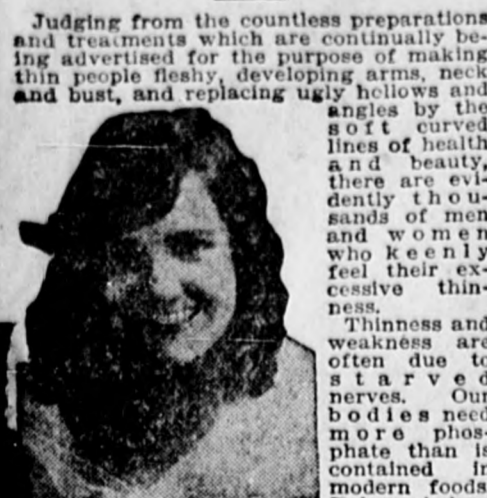 Judging from the countless preparations
and treatments which are continually be-
ing advertised for the purpose of making
thin people fleshy, developing arms, neck
and bust, and replacing ugly hollows and
angles by the
soft curved
lines of health
and beauty,
there are evi-
dently thou-
sands of men
and women
who keenly
feel their ex-
cessive thin-
ness.
Thinness and
weakness are
often due to
starved
nerves. Our
bodies need
more phos-
phate than is
contained in
modern foods